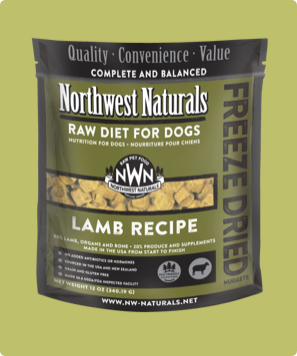 Quality · Convenience · Value
COMPLETE AND BALANCED
Northwest Naturals
RAW DIET FOR DOGS
NUTRITION FOR DOGS · NOURRITURE POUR CHIENS
FREEZE DRIED
NUGGETS
RAW PET FOOD
NWN
NORTHWEST NATURALS
LAMB RECIPE
LAMB, ORGANS AND BONE · 20% PRODUCE AND SUPPLEMENTS
MADE IN THE USA FROM START TO FINISH
ADDED ANTIBIOTICS OR HORMONES
SOURCED IN THE USA AND NEW ZEALAND
GRAIN AND GLUTEN FREE
MADE IN A USDA/FDA INSPECTED FACILITY
NET WEIGHT 12 OZ (340.19 G)
WWW.NW-NATURALS.NET